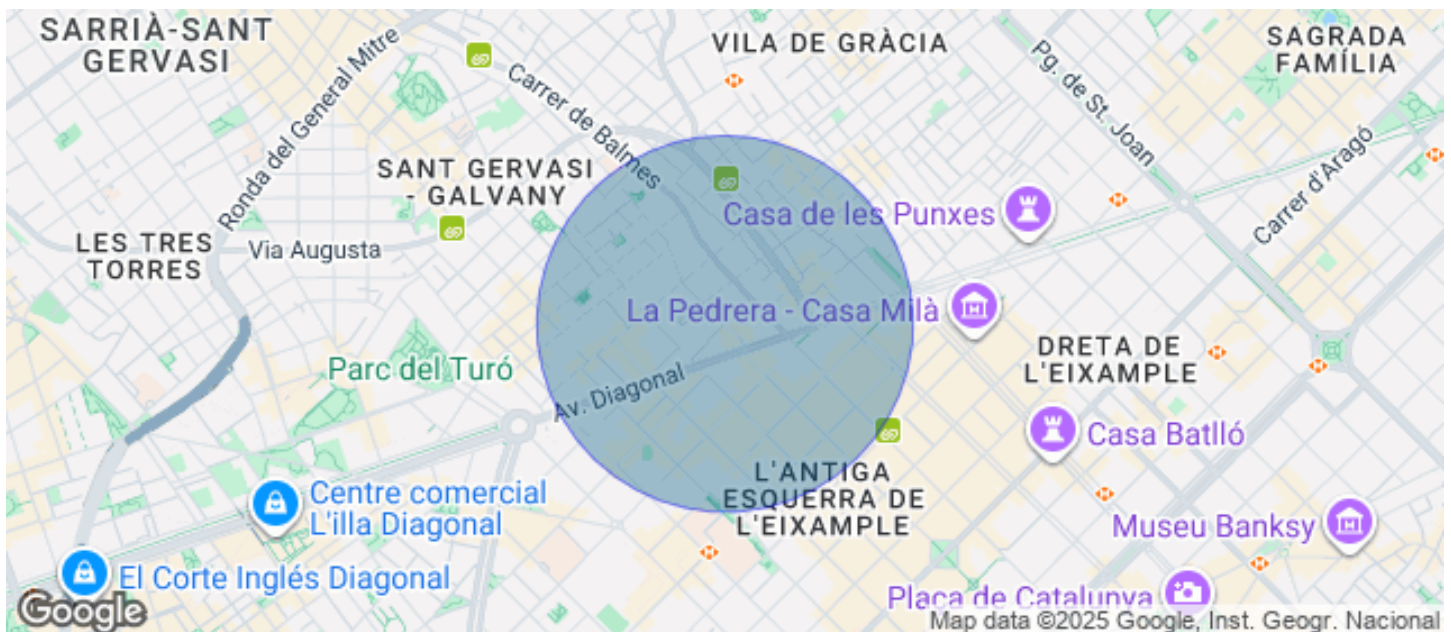 SARRIÀ-SANT
GERVASI
Ronda del General Mitre
Carrer de Balmes
VILA DE GRÀCIA
Pg. de St. Joan
SAGRADA
FAMÍLIA
SANT GERVASI
- GALVANY
Casa de les Punxes
Carrer d'Aragó
LES TRES
TORRES
Via Augusta
La Pedrera - Casa Milà
Parc del Turó
Av. Diagonal
DRETA DE
L'EIXAMPLE
Casa Batlló
L'ANTIGA
ESQUERRA DE
L'EIXAMPLE
Centre comercial
L'illa Diagonal
Museu Banksy
El Corte Inglés Diagonal
Plaça de Catalunya
Google
Map data ©2025 Google, Inst. Geogr. Nacional